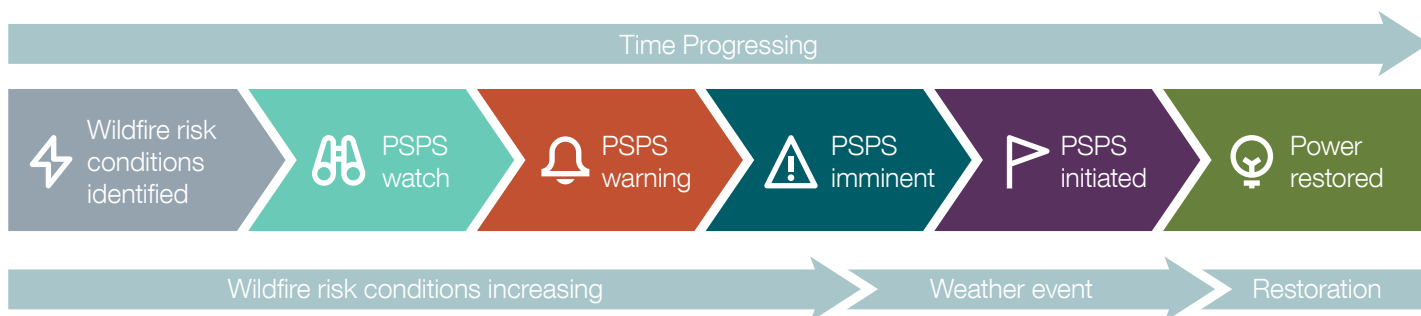 Time Progressing
Wildfire risk
conditions
identified
PSPS
watch
PSPS
warning
PSPS
imminent
PSPS
initiated
Power
restored
Wildfire risk conditions increasing
Weather event
Restoration